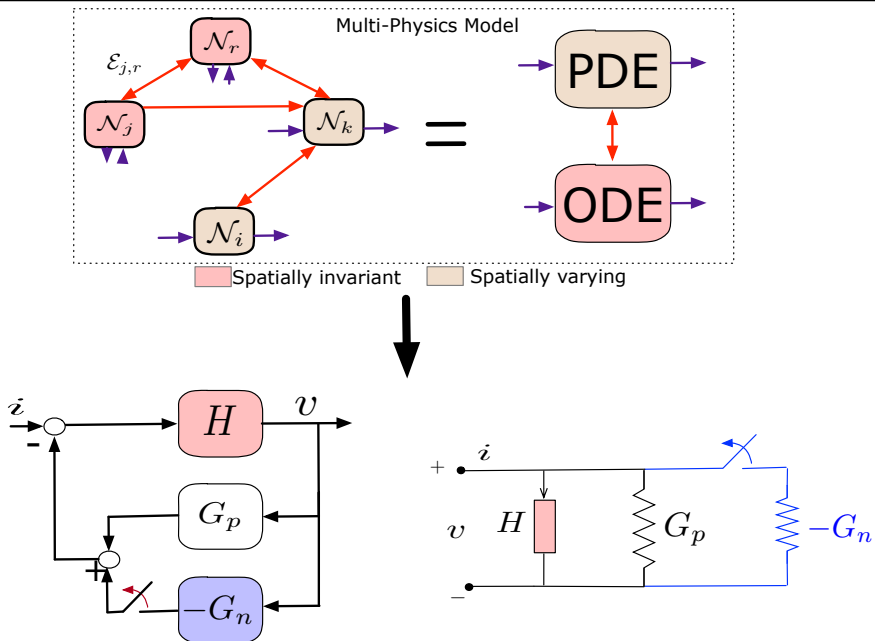 Multi-Physics Model
𝒩ᵣ
ℰⱼ,ᵣ
𝒩ⱼ
𝒩ₖ
𝒩ᵢ
=
PDE
ODE
Spatially invariant
Spatially varying
i
-
H
v
Gₚ
+
-Gₙ
+
i
v
H
Gₚ
-Gₙ
−